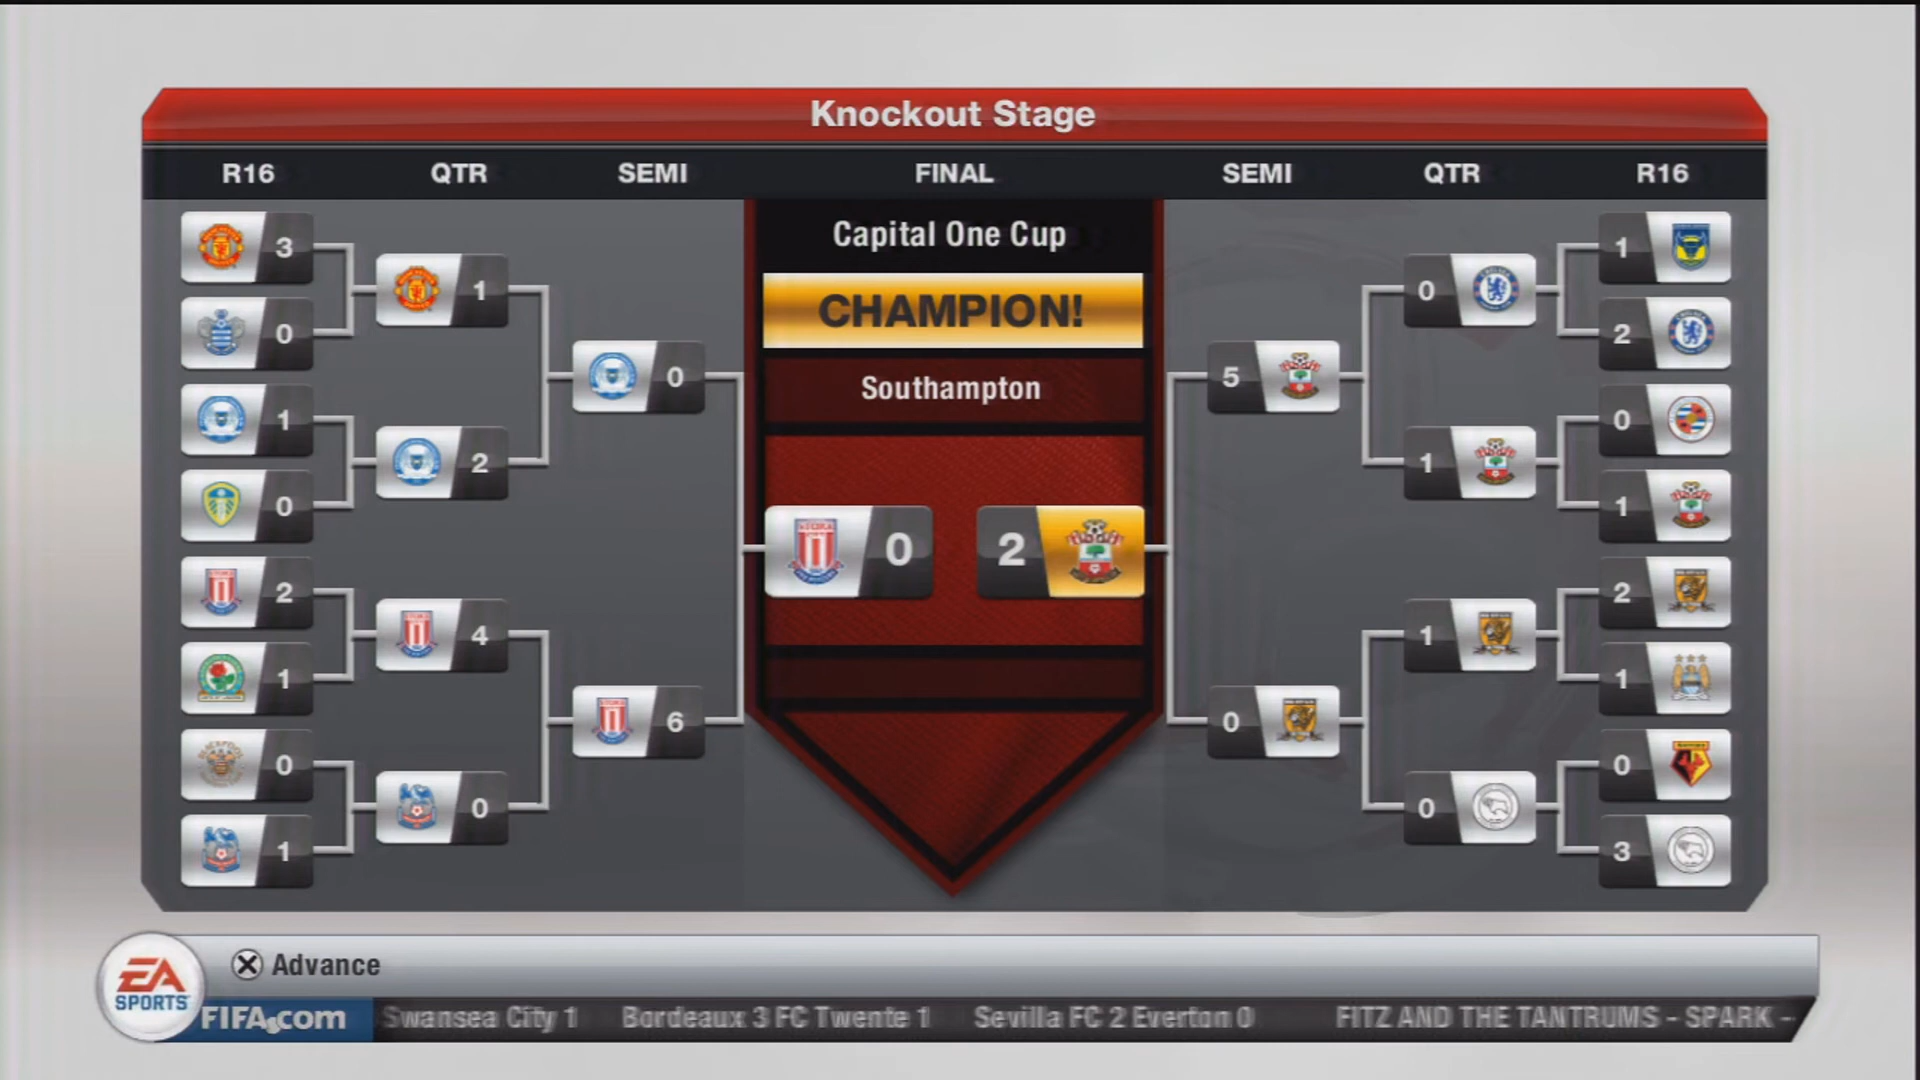 Knockout Stage
R16 QTR SEMI FINAL SEMI QTR R16
Capital One Cup
CHAMPION!
Southampton
3 1
0 1 0 2
1 0 5 0
0 2 1 1
0 2
2 4 1 2
1 6 0 1
0 0 0 0
1 3
EA
SPORTS
Advance
FIFA.com Swansea City 1 Bordeaux 3 FC Twente 1 Sevilla FC 2 Everton 0 FITZ AND THE TANTRUMS - SPARK -